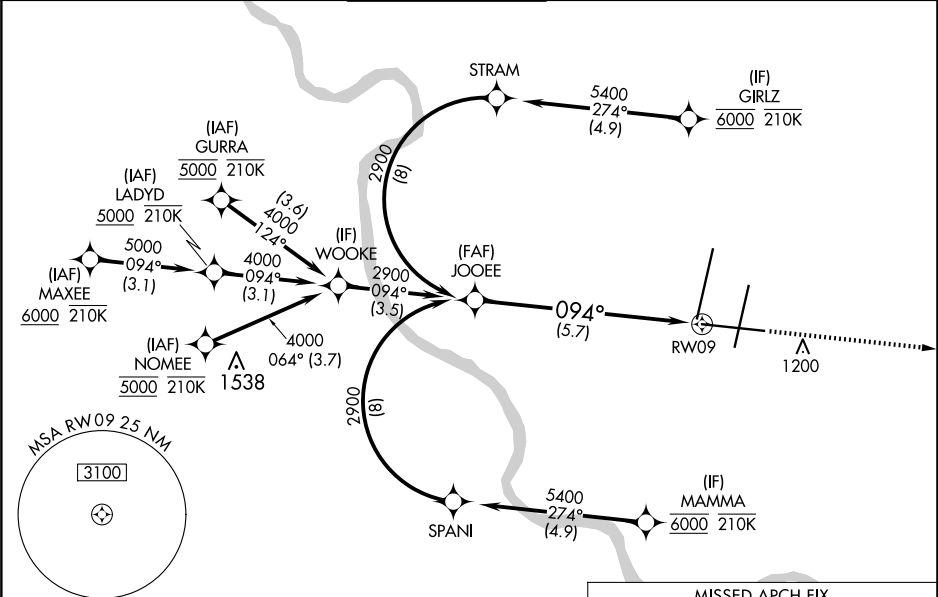 STRAM
5400
274°
(4.9)
(IF)
GIRLZ
6000 210K
(IAF)
GURRA
5000 210K
2900
(8)
(IAF)
LADYD
5000 210K
(3.6)
4000
124°
(IF)
WOOKE
(FAF)
JOOEE
5000
094°
(3.1)
4000
094°
(3.1)
2900
094°
(3.5)
094°
(5.7)
(IAF)
MAXEE
6000 210K
RW09
1200
(IAF)
NOMEE
5000 210K
1538
4000
064° (3.7)
2900
(8)
MSA RW09 25 NM
3100
SPANI
5400
274°
(4.9)
(IF)
MAMMA
6000 210K
MISSED APCH FIX